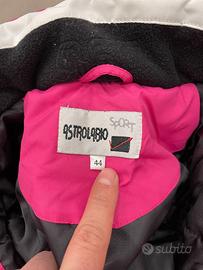 SPORT
ASTROLABIO
44
subito